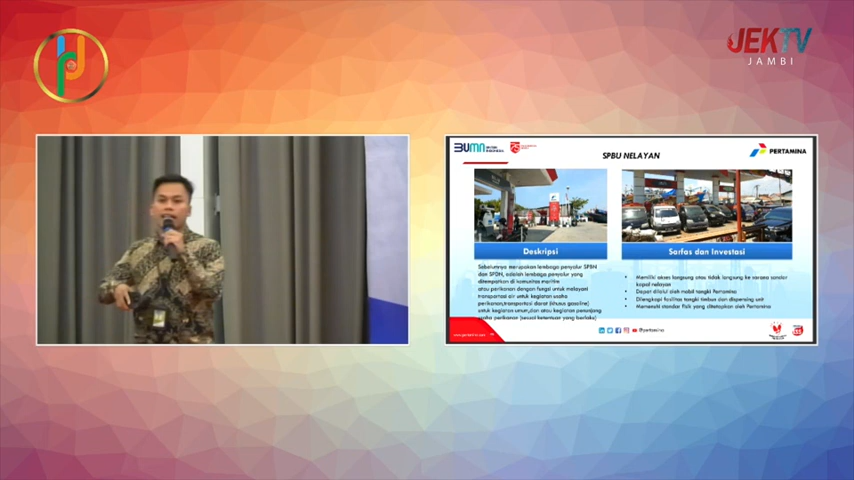 JEKTV
JAMBI
BUMN
SPBU NELAYAN
PERTAMINA
Deskripsi
Sarfas dan Investasi
Sebelumnya merupakan lembaga penyalur SPBN
dan SPDN, adalah lembaga penyalur yang
ditempatkan di komunitas maritim
atau perikanan dengan fungsi untuk melayani
transportasi air untuk kegiatan usaha
perikanan,transportasi darat (khusus gasoline)
untuk kegiatan umum,dan atau kegiatan penunjang
usaha perikanan (sesuai ketentuan yang berlaku)
Memiliki akses langsung atau tidak langsung ke sarana sandar
kapal nelayan
Dapat dilalui oleh mobil tangki Pertamina
Dilengkapi fasilitas tangki timbun dan dispensing unit
Memenuhi standar fisik yang ditetapkan oleh Pertamina
@pertamina